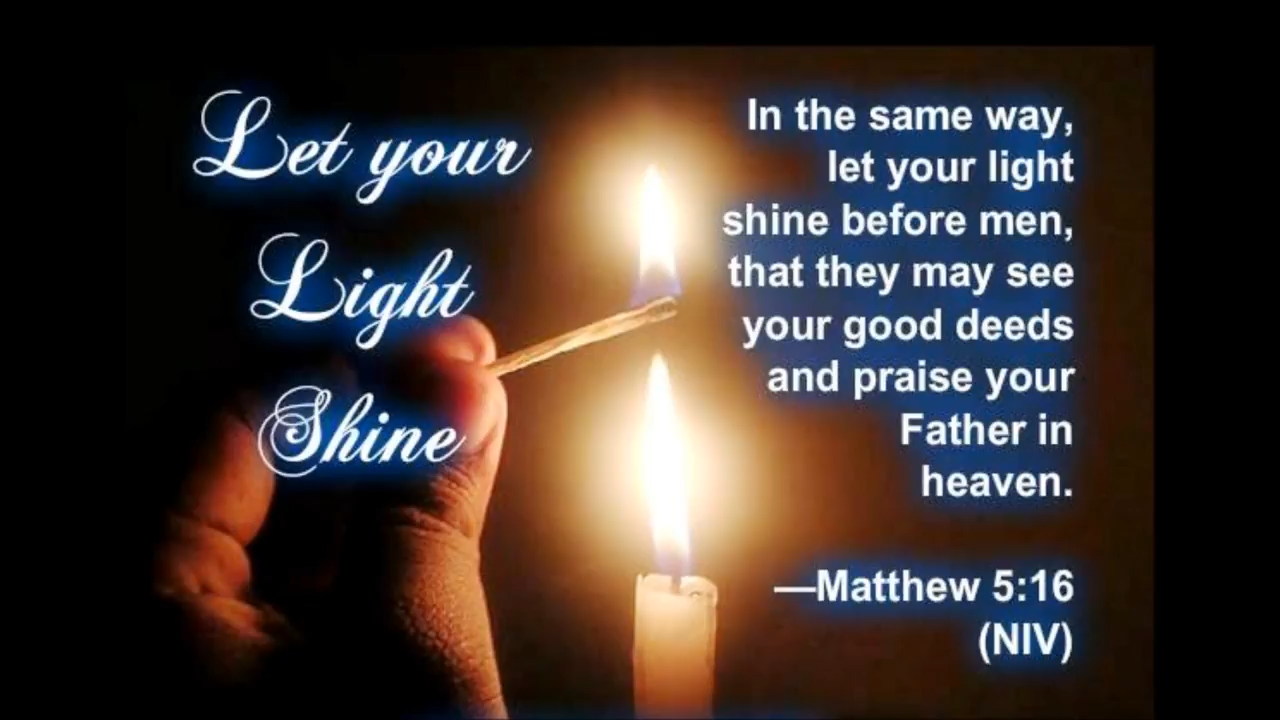 Let your
Light
Shine
In the same way,
let your light
shine before men,
that they may see
your good deeds
and praise your
Father in
heaven.
—Matthew 5:16
(NIV)